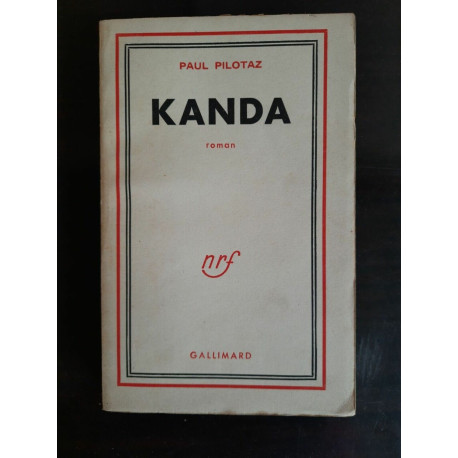 PAUL PILOTAZ
KANDA
roman
nrf
GALLIMARD